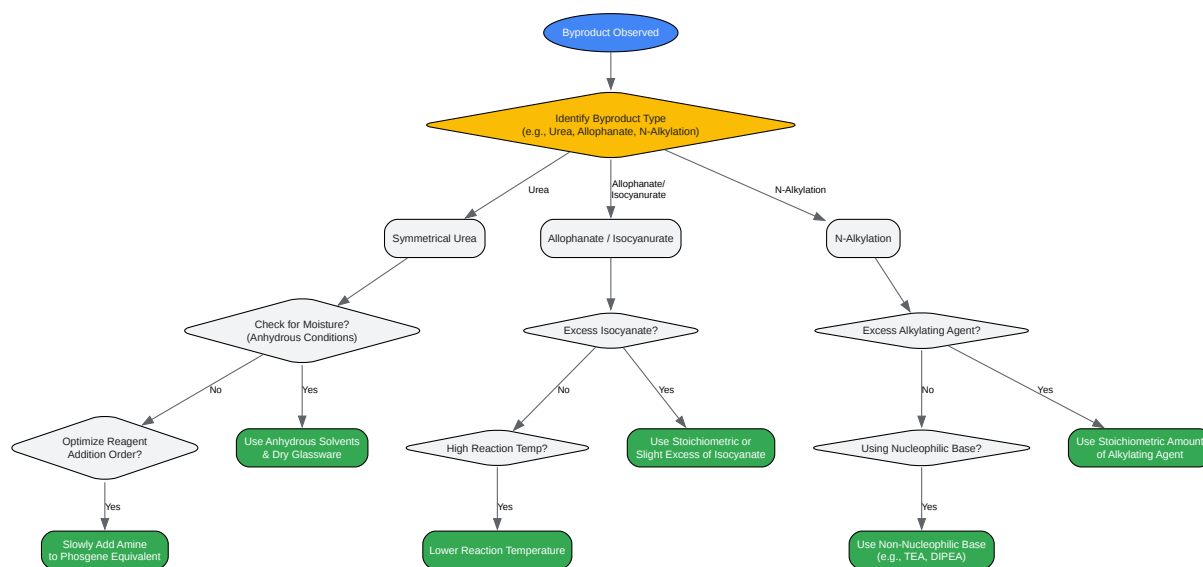 Byproduct Observed
Identify Byproduct Type
(e.g., Urea, Allophanate, N-Alkylation)
Urea
Allophanate/
Isocyanurate
N-Alkylation
Symmetrical Urea
Allophanate / Isocyanurate
N-Alkylation
Check for Moisture?
(Anhydrous Conditions)
Excess Isocyanate?
Excess Alkylating Agent?
No
Yes
No
Yes
No
Yes
Optimize Reagent
Addition Order?
Use Anhydrous Solvents
& Dry Glassware
High Reaction Temp?
Use Stoichiometric or
Slight Excess of Isocyanate
Using Nucleophilic Base?
Use Stoichiometric Amount
of Alkylating Agent
Yes
Yes
Yes
Slowly Add Amine
to Phosgene Equivalent
Lower Reaction Temperature
Use Non-Nucleophilic Base
(e.g., TEA, DIPEA)